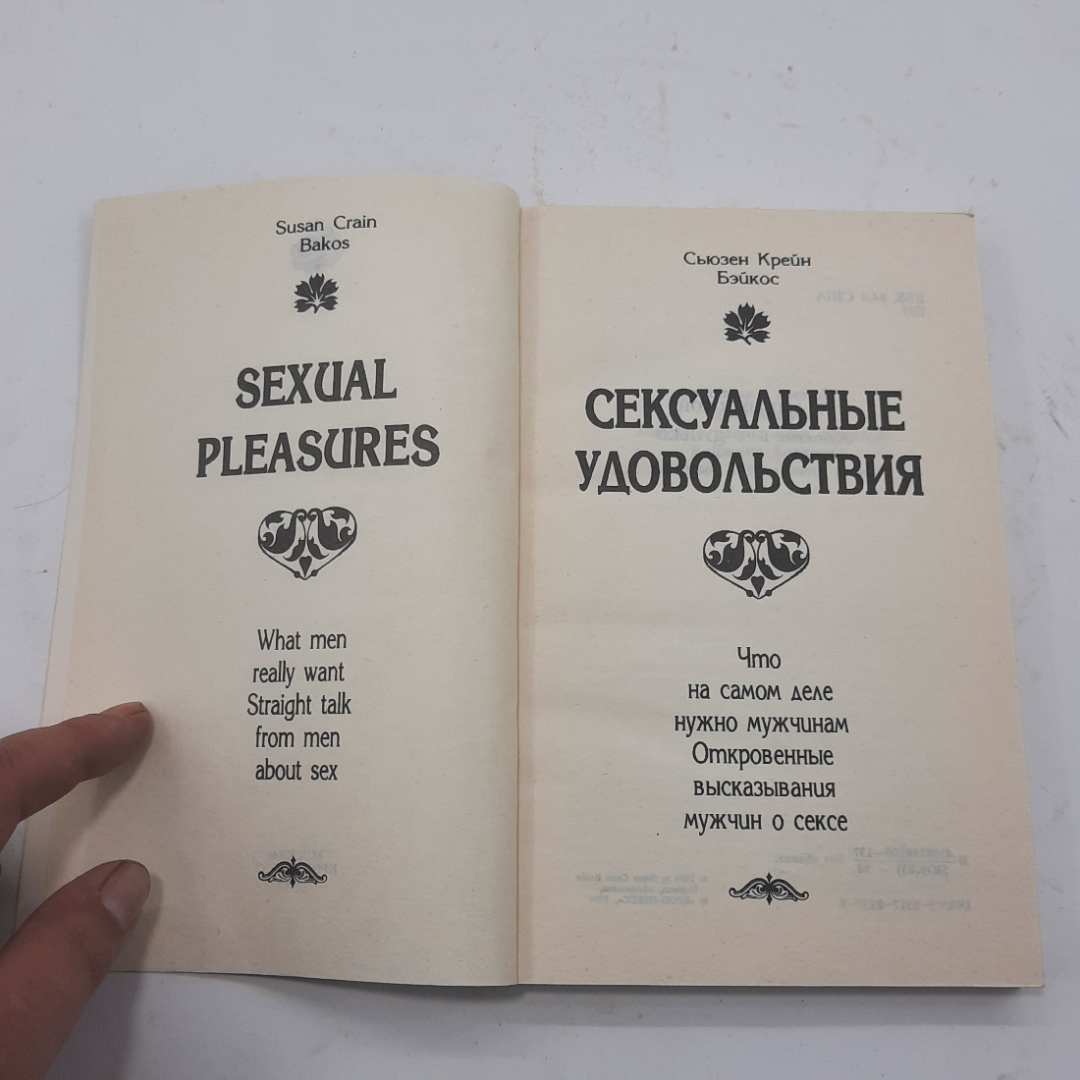 Susan Crain
Bakos
SEXUAL
PLEASURES
What men
really want
Straight talk
from men
about sex
Сьюзен Крейн
Бэйкос
СЕКСУАЛЬНЫЕ
УДОВОЛЬСТВИЯ
Что
на самом деле
нужно мужчинам
Откровенные
высказывания
мужчин о сексе